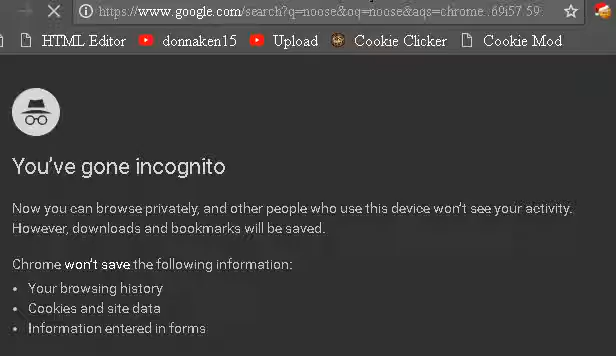 https://www.google.com/search?q=noose&oq=noose&aqs=chrome..69i57 59
HTML Editor donnaken15 Upload Cookie Clicker Cookie Mod
You've gone incognito
Now you can browse privately, and other people who use this device won't see your activity.
However, downloads and bookmarks will be saved.
Chrome won't save the following information:
• Your browsing history
• Cookies and site data
• Information entered in forms